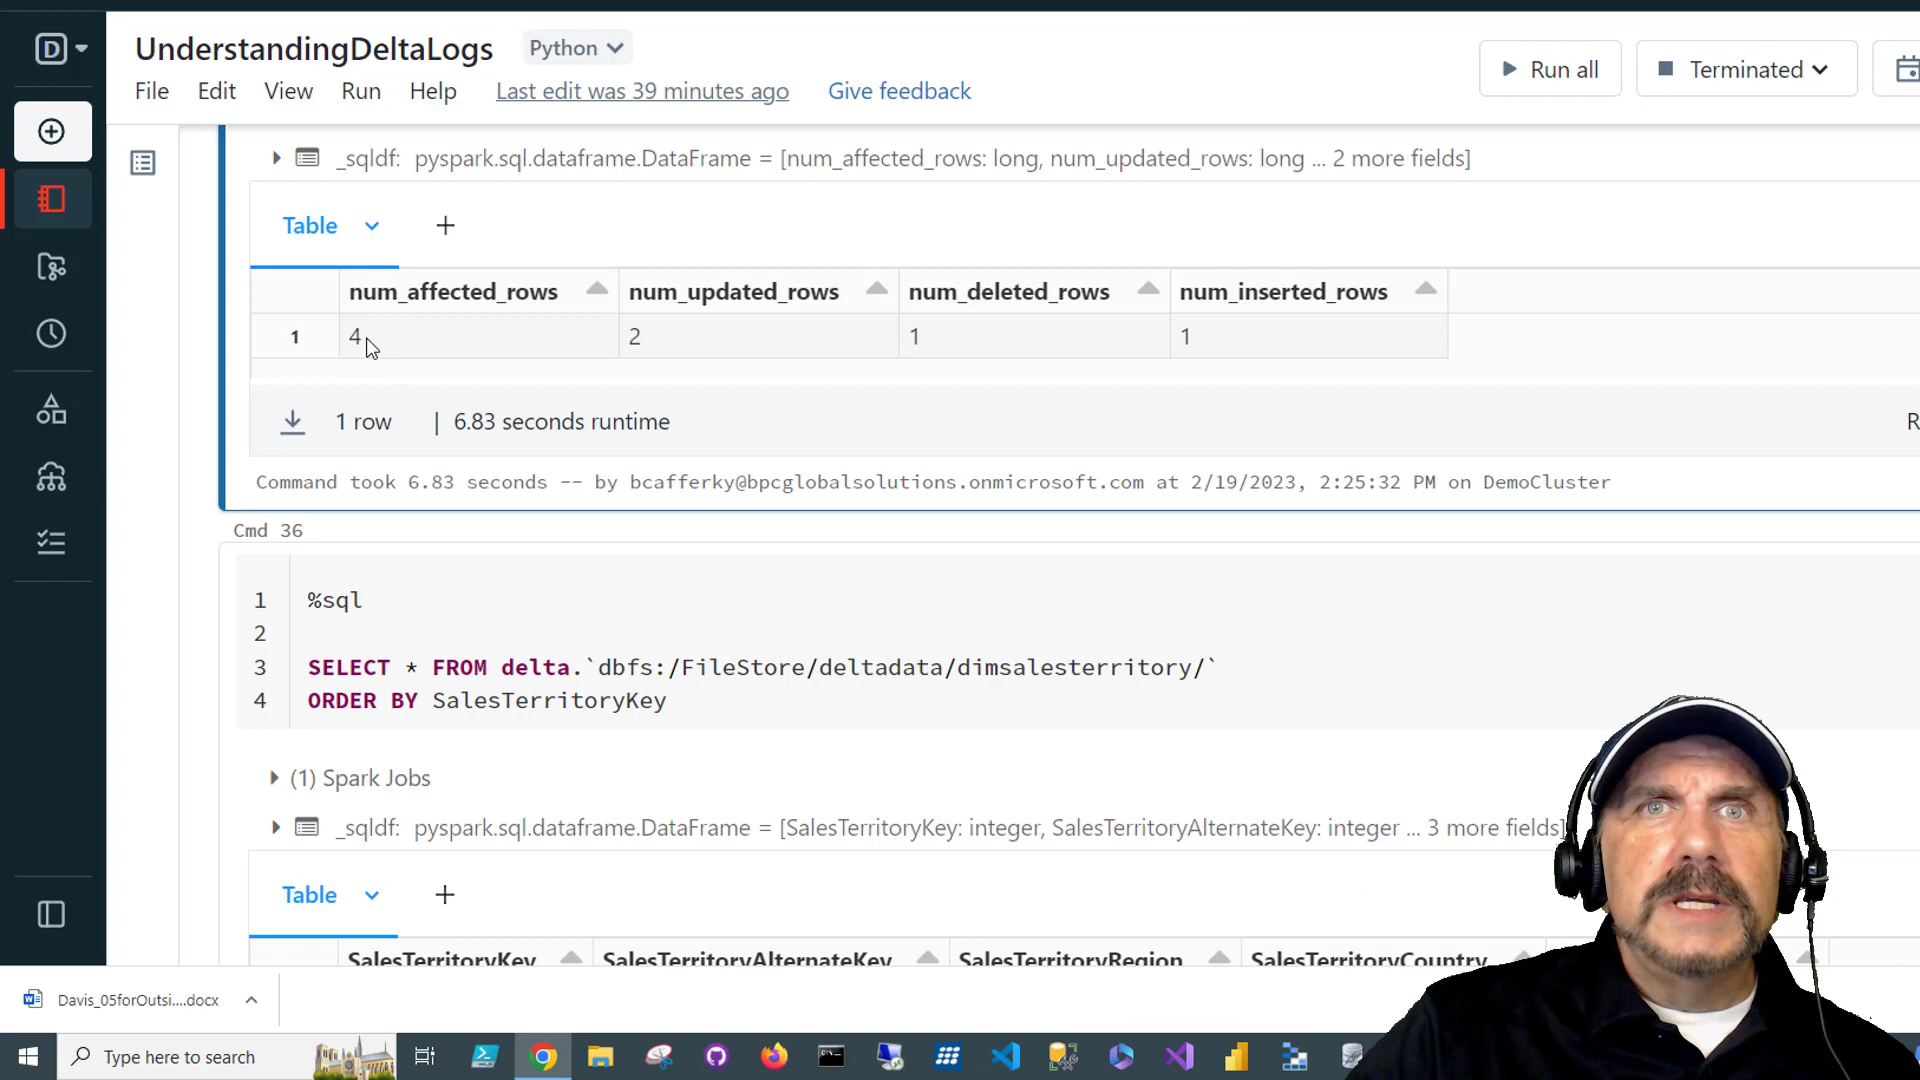 UnderstandingDeltaLogs Python
File Edit View Run Help Last edit was 39 minutes ago Give feedback
Run all Terminated
_sqldf: pyspark.sql.dataframe.DataFrame = [num_affected_rows: long, num_updated_rows: long ... 2 more fields]
Table +
num_affected_rows num_updated_rows num_deleted_rows num_inserted_rows
1 4 2 1 1
1 row | 6.83 seconds runtime R
Command took 6.83 seconds -- by bcafferky@bpcglobalsolutions.onmicrosoft.com at 2/19/2023, 2:25:32 PM on DemoCluster
Cmd 36
1 %sql
2
3 SELECT * FROM delta.`dbfs:/FileStore/deltadata/dimsalesterritory/`
4 ORDER BY SalesTerritoryKey
(1) Spark Jobs
_sqldf: pyspark.sql.dataframe.DataFrame = [SalesTerritoryKey: integer, SalesTerritoryAlternateKey: integer ... 3 more fields]
Table +
SalesTerritoryKey SalesTerritoryAlternateKey SalesTerritoryRegion SalesTerritoryCountry
Davis_05forOutsi....docx
Type here to search